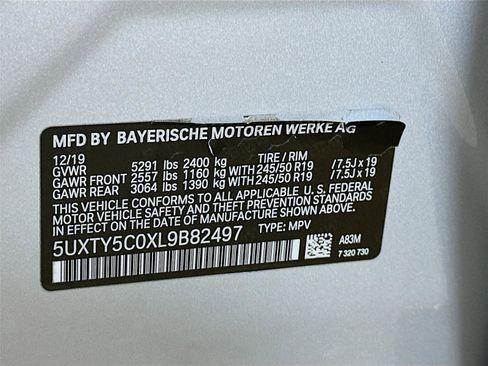 MFD BY BAYERISCHE MOTOREN WERKE AG
12/19
GVWR 5291 lbs 2400 kg TIRE / RIM
GAWR FRONT 2557 lbs 1160 kg WITH 245/50 R19 / 7.5J x 19
GAWR REAR 3064 lbs 1390 kg WITH 245/50 R19 / 7.5J x 19
THIS VEHICLE CONFORMS TO ALL APPLICABLE U. S. FEDERAL
MOTOR VEHICLE SAFETY STANDARDS IN EFFECT ON THE DATE
OF MANUFACTURE SHOWN ABOVE.
5UXTY5C0XL9B82497 TYPE: MPV
A83M
7 320 730